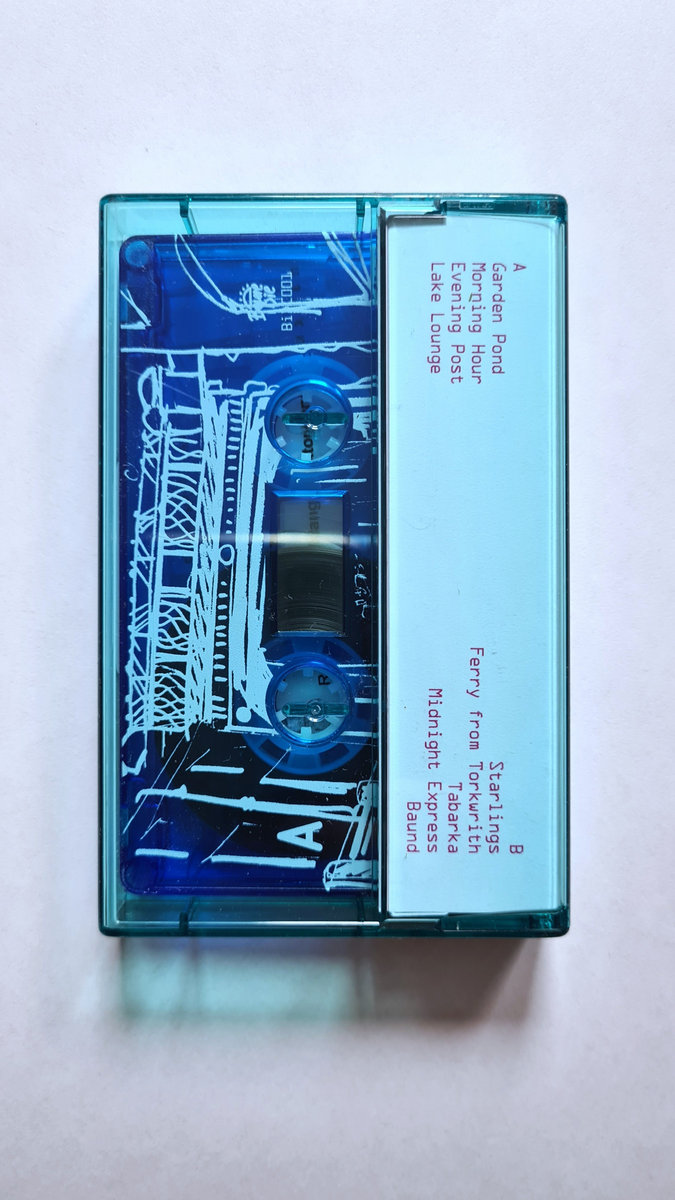 A
Garden Pond
Morning Hour
Evening Post
Lake Lounge
B
Starlings
Ferry from Torkwrith
Tabarka
Midnight Express
Baund
A
R